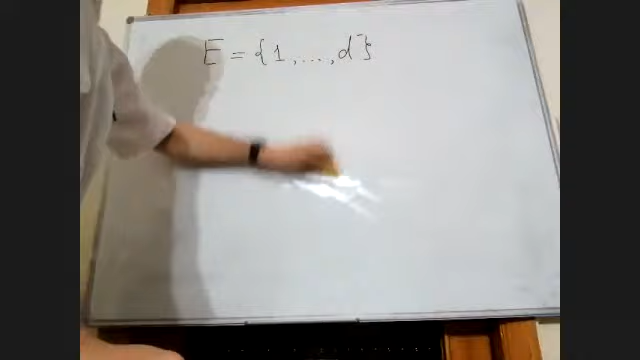 E = {1, ..., d}